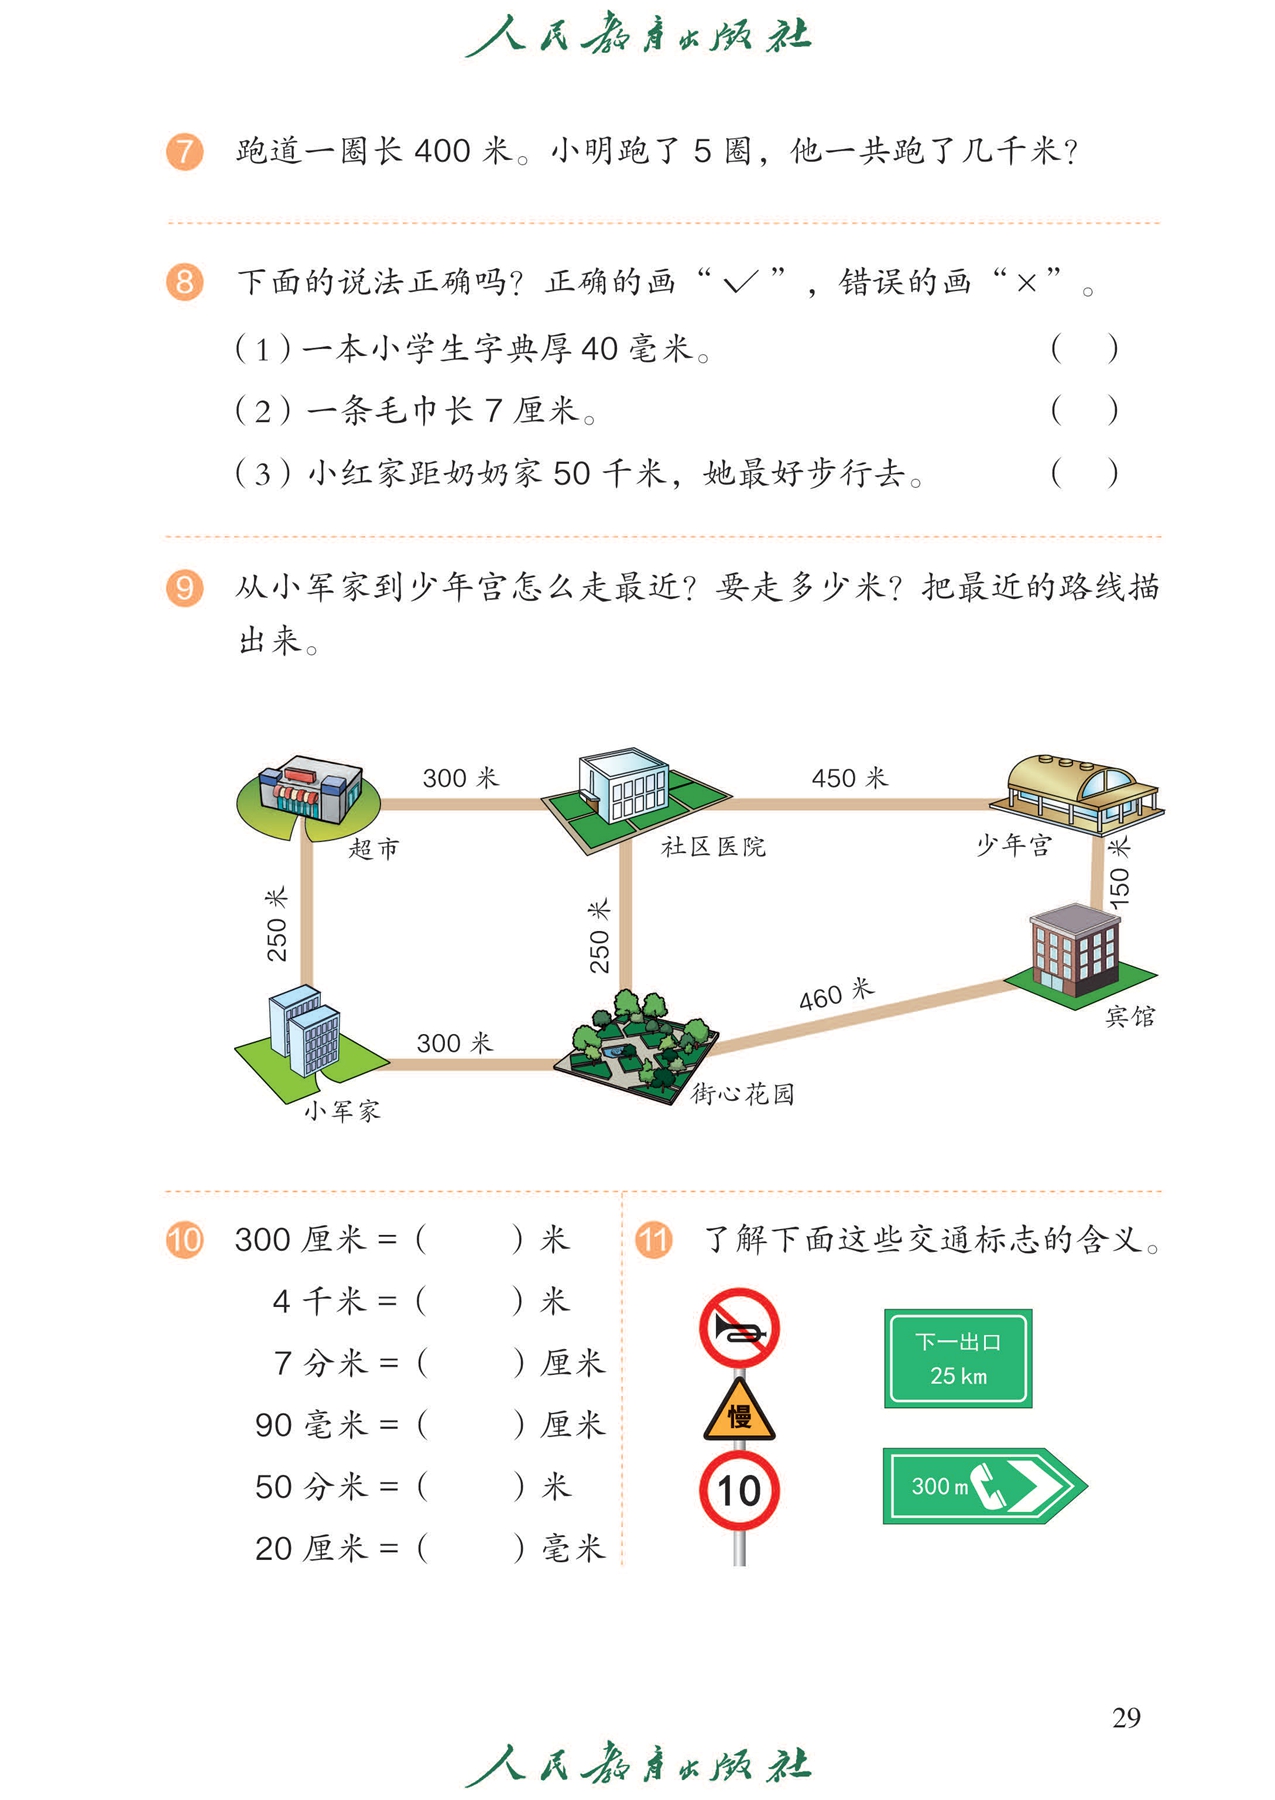 人民教育出版社
7 跑道一圈长 400 米。小明跑了 5 圈，他一共跑了几千米？
8 下面的说法正确吗？正确的画“✓”，错误的画“×”。
（1）一本小学生字典厚 40 毫米。 （ ）
（2）一条毛巾长 7 厘米。 （ ）
（3）小红家距奶奶家 50 千米，她最好步行去。 （ ）
9 从小军家到少年宫怎么走最近？要走多少米？把最近的路线描
出来。
300 米
450 米
超市
社区医院
少年宫
250 米
250 米
150 米
460 米
宾馆
300 米
街心花园
小军家
10 300 厘米 =（ ）米
4 千米 =（ ）米
7 分米 =（ ）厘米
90 毫米 =（ ）厘米
50 分米 =（ ）米
20 厘米 =（ ）毫米
11 了解下面这些交通标志的含义。
慢
10
下一出口
25 km
300 m
29
人民教育出版社